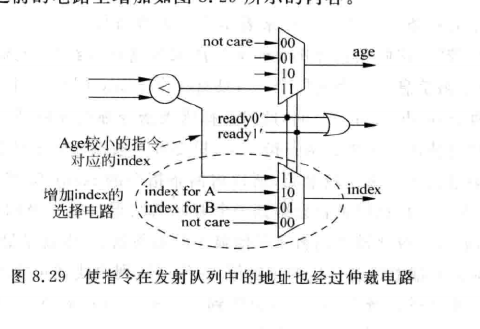 之前的电路上增加如图8.29所示的内容。
not care 00
01
10
11
age
<
ready0′
ready1′
Age较小的指令
对应的index
11
增加index的
选择电路
index for A 10
index for B 01
not care 00
index
图 8.29 使指令在发射队列中的地址也经过仲裁电路